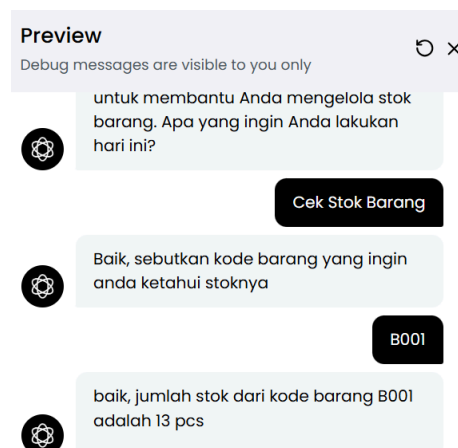 Preview
Debug messages are visible to you only
untuk membantu Anda mengelola stok
barang. Apa yang ingin Anda lakukan
hari ini?
Cek Stok Barang
Baik, sebutkan kode barang yang ingin
anda ketahui stoknya
B001
baik, jumlah stok dari kode barang B001
adalah 13 pcs